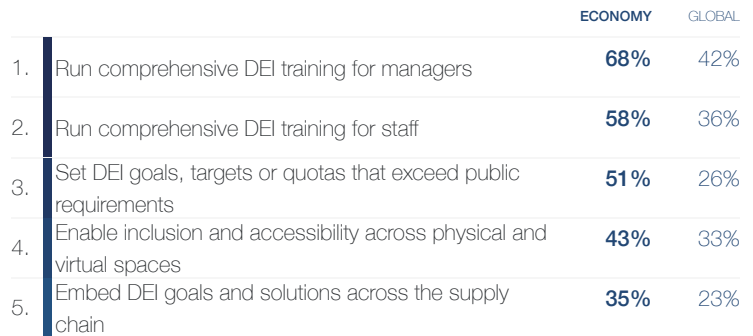 ECONOMY GLOBAL
1. Run comprehensive DEI training for managers 68% 42%
2. Run comprehensive DEI training for staff 58% 36%
3. Set DEI goals, targets or quotas that exceed public requirements 51% 26%
4. Enable inclusion and accessibility across physical and virtual spaces 43% 33%
5. Embed DEI goals and solutions across the supply chain 35% 23%